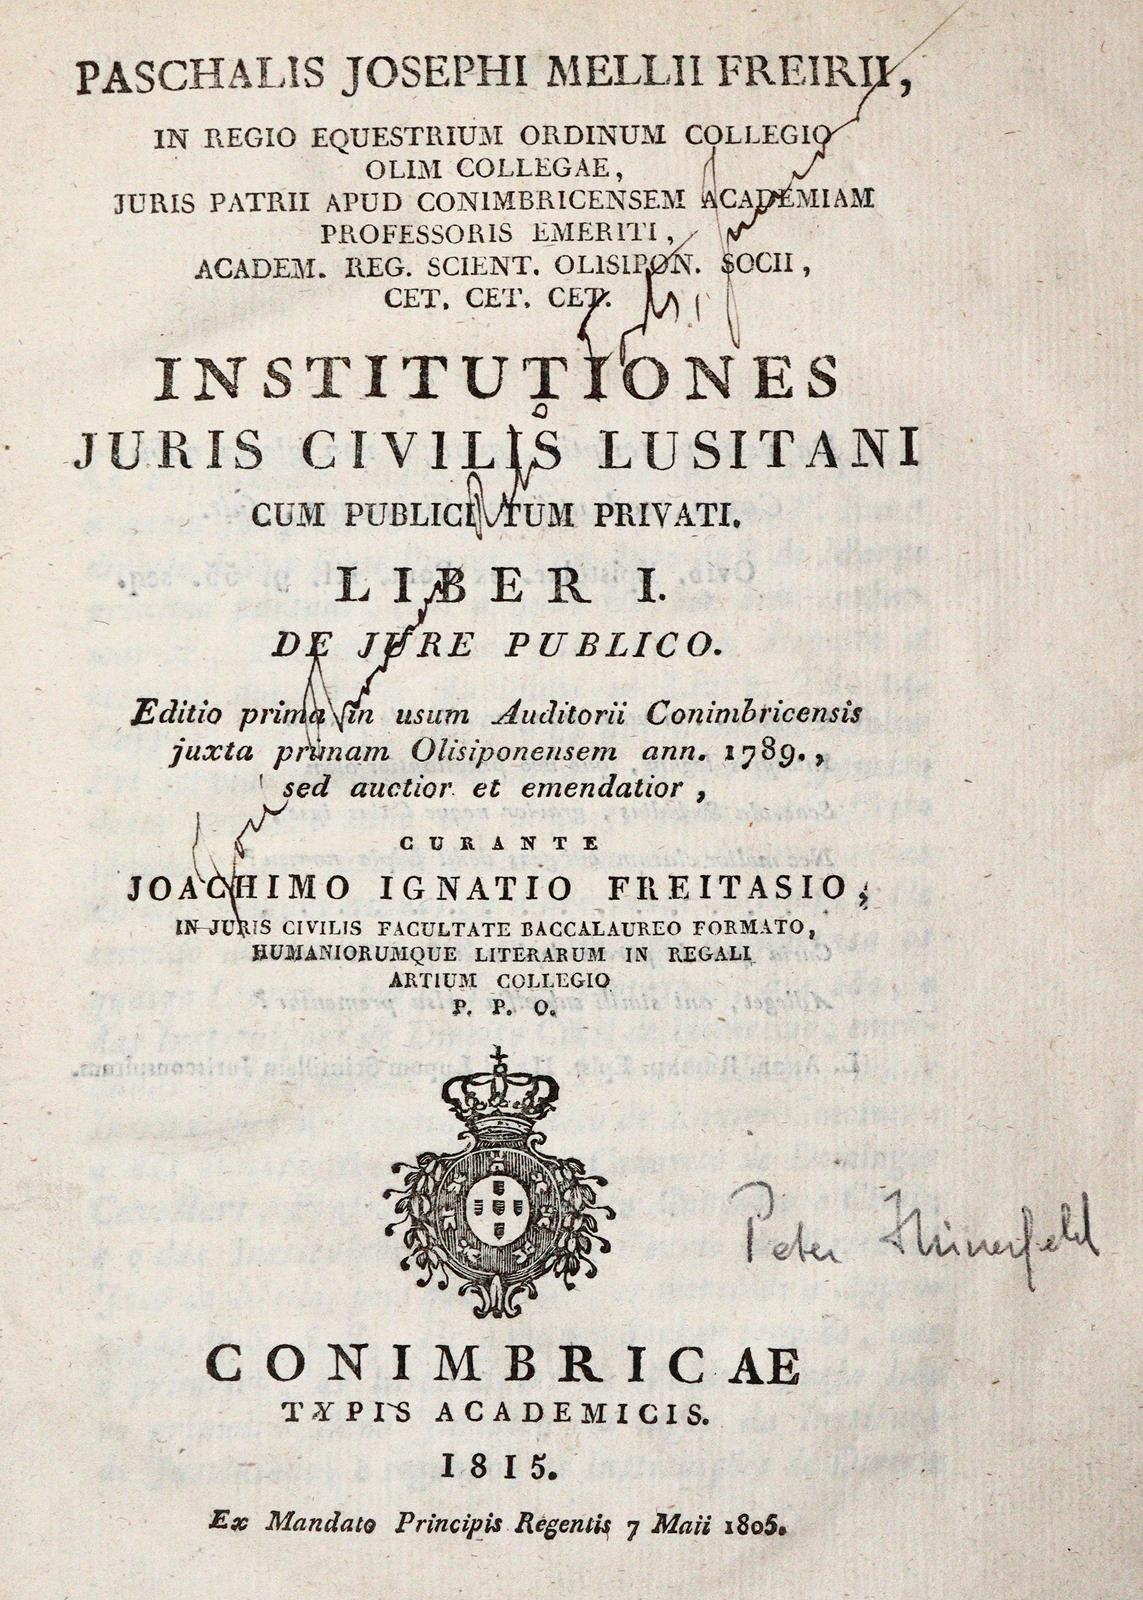 PASCHALIS JOSEPHI MELLII FREIRII,
IN REGIO EQUESTRIUM ORDINUM COLLEGIO
OLIM COLLEGAE,
JURIS PATRII APUD CONIMBRICENSEM ACADEMIAM
PROFESSORIS EMERITI,
ACADEM. REG. SCIENT. OLISIPON. SOCII,
CET. CET. CET.
INSTITUTIONES
JURIS CIVILIS LUSITANI
CUM PUBLICI TUM PRIVATI.
LIBER I.
DE JURE PUBLICO.
Editio prima in usum Auditorii Conimbricensis
juxta primam Olisiponensem ann. 1789.,
sed auctior et emendatior,
CURANTE
JOACHIMO IGNATIO FREITASIO,
IN JURIS CIVILIS FACULTATE BACCALAUREO FORMATO,
HUMANIORUMQUE LITERARUM IN REGALI
ARTIUM COLLEGIO
P. P. O.
Peter Hünerfeld
CONIMBRICAE
TYPIS ACADEMICIS.
1815.
Ex Mandato Principis Regentis 7 Maii 1805.